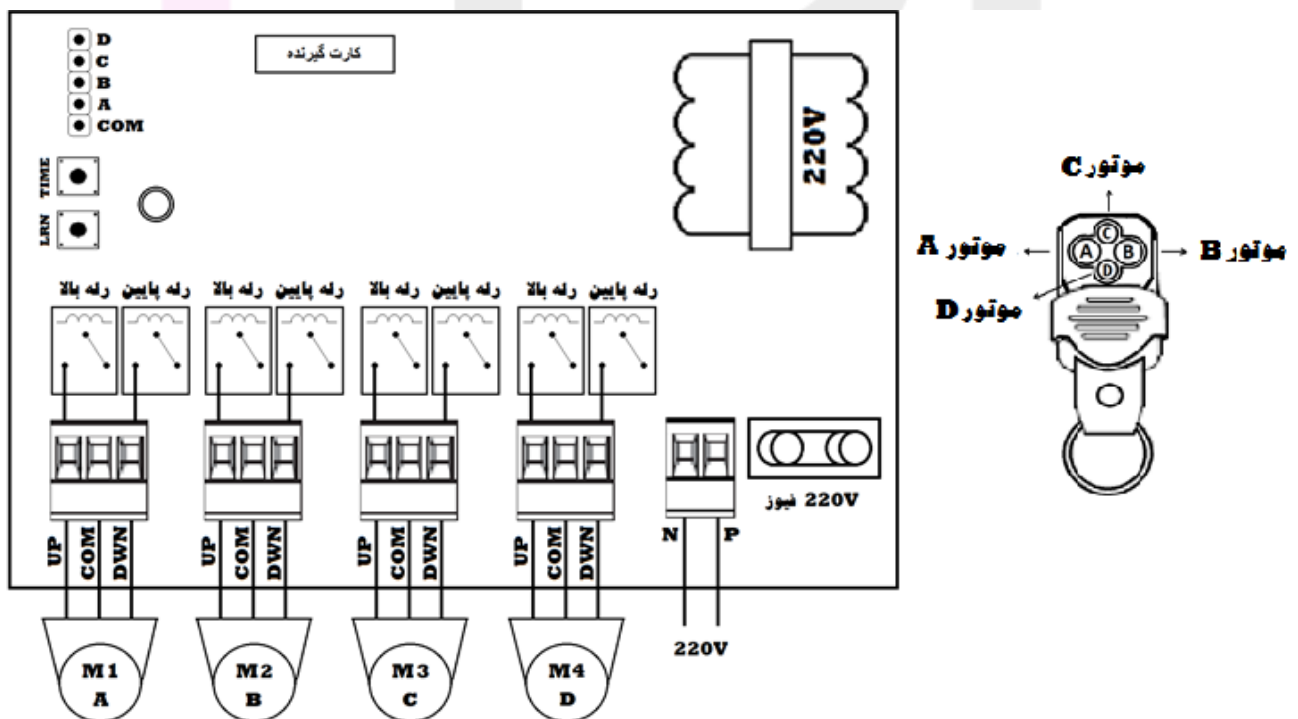 D
C
B
A
COM
کارت گیرنده
TIME
LRN
220V
رله بالا رله پایین رله بالا رله پایین رله بالا رله پایین رله بالا رله پایین
220V فیوز
UP COM DWN UP COM DWN UP COM DWN UP COM DWN N P
220V
M1 M2 M3 M4
A B C D
موتور C
C
موتور A A B موتور B
D
موتور D